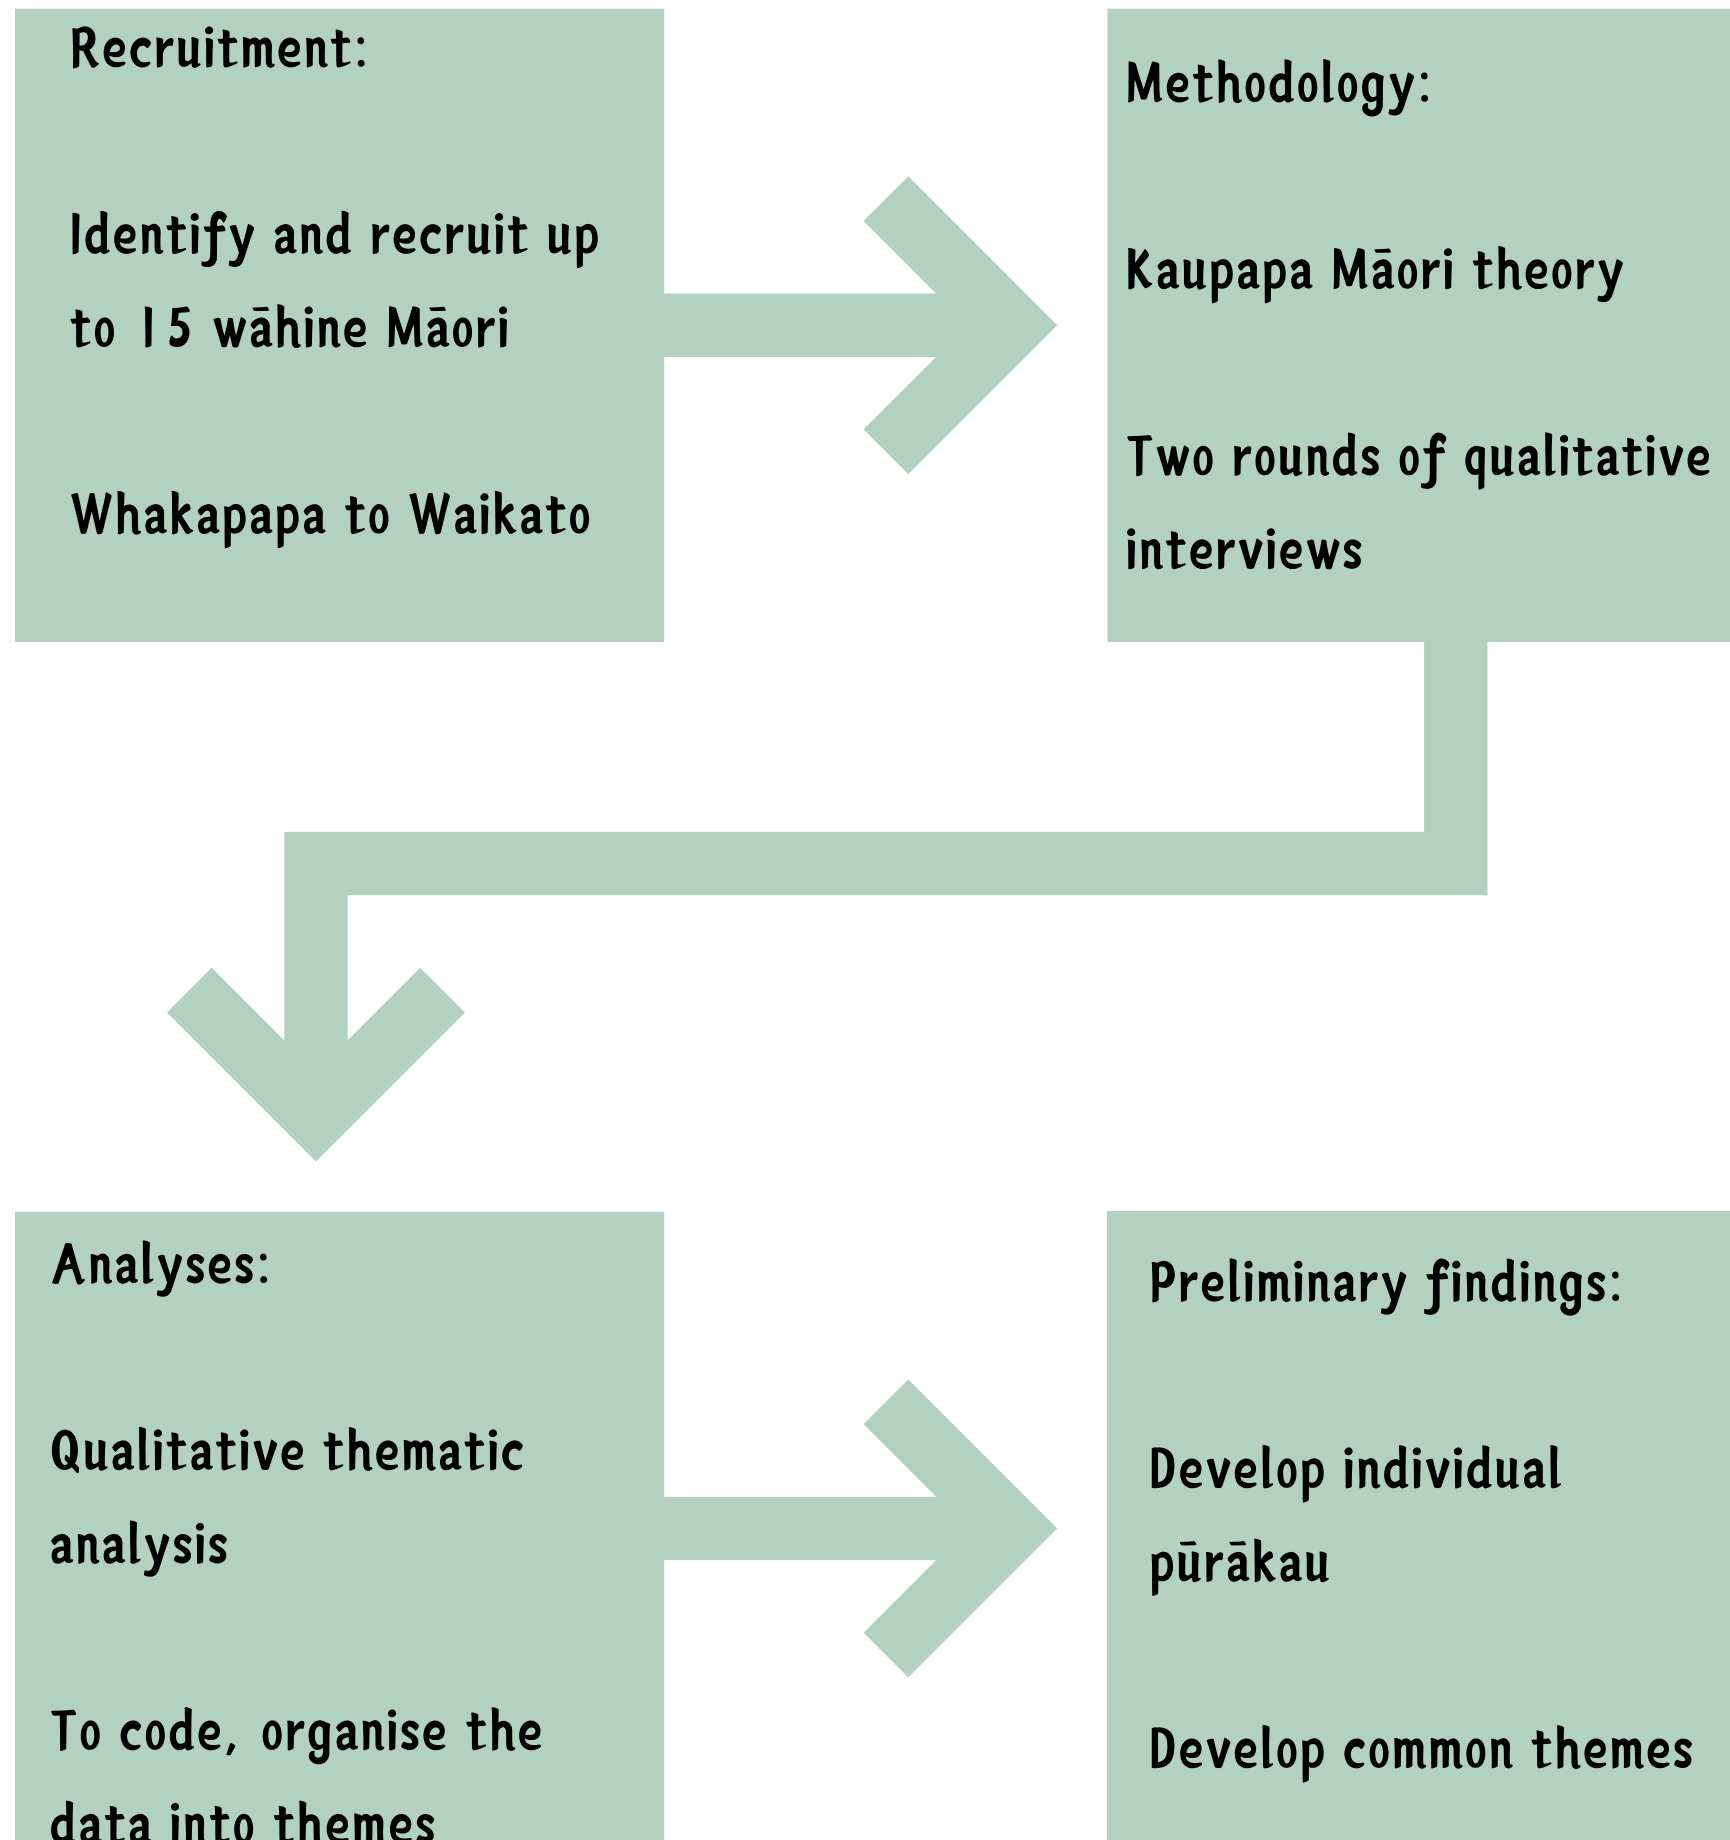 Recruitment:
Identify and recruit up
to 15 wāhine Māori
Whakapapa to Waikato
Methodology:
Kaupapa Māori theory
Two rounds of qualitative
interviews
Analyses:
Qualitative thematic
analysis
To code, organise the
data into themes
Preliminary findings:
Develop individual
pūrākau
Develop common themes